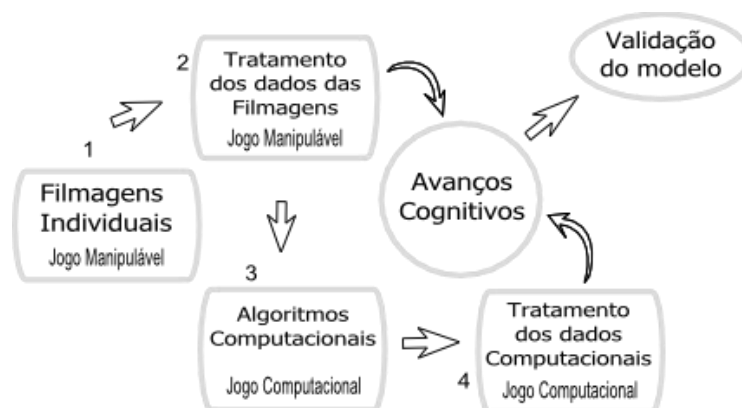 1
Filmagens
Individuais
Jogo Manipulável
2
Tratamento
dos dados das
Filmagens
Jogo Manipulável
3
Algoritmos
Computacionais
Jogo Computacional
4
Tratamento
dos dados
Computacionais
Jogo Computacional
Avanços
Cognitivos
Validação
do modelo